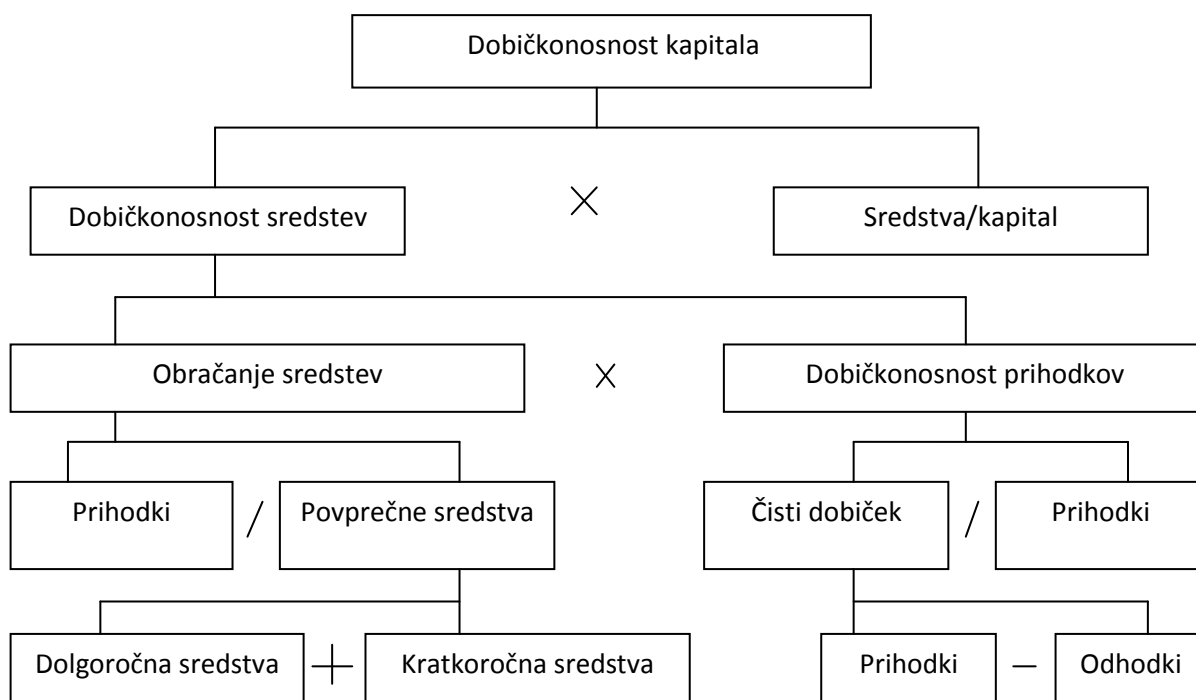 Dobičkonosnost kapitala
Dobičkonosnost sredstev × Sredstva/kapital
Obračanje sredstev × Dobičkonosnost prihodkov
Prihodki / Povprečne sredstva Čisti dobiček / Prihodki
Dolgoročna sredstva + Kratkoročna sredstva Prihodki – Odhodki